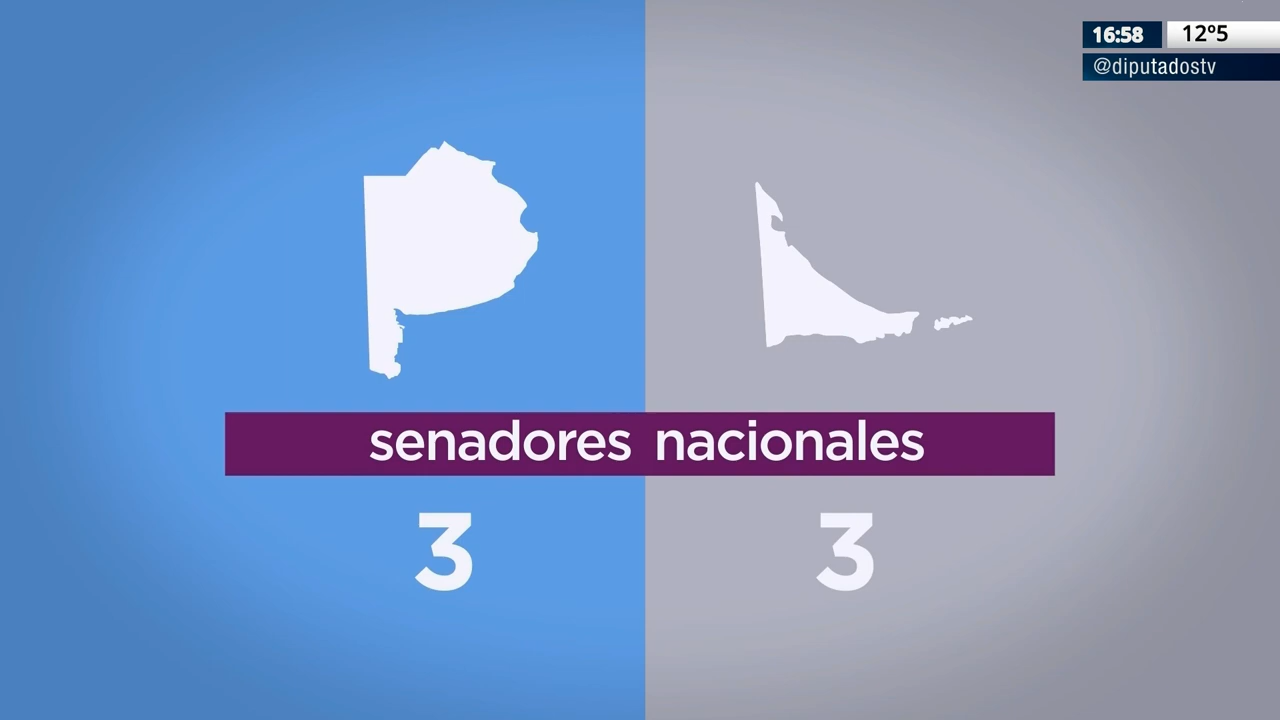 16:58 12º5
@diputadostv
senadores nacionales
3 3